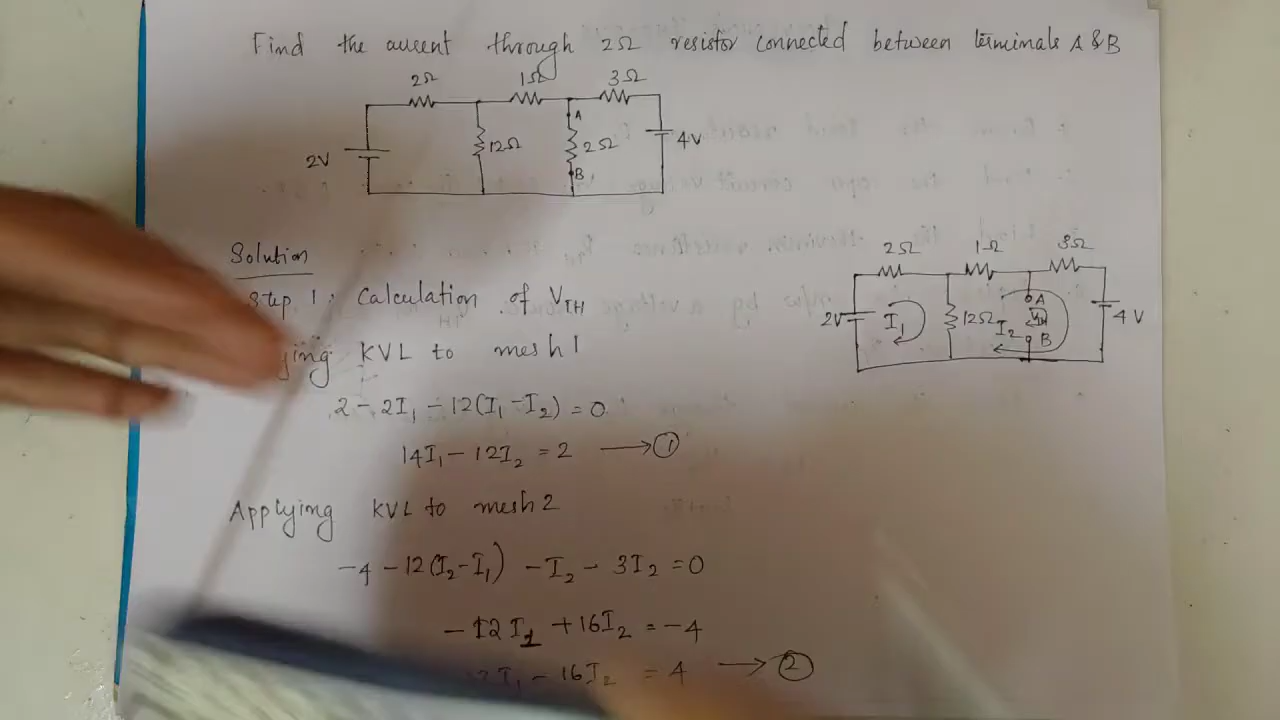 Find the current through 2Ω resistor connected between terminals A & B
2Ω 1Ω 3Ω
A
2V 12Ω 2Ω 4V
B
Solution
Step 1: Calculation of VTH
2Ω 1Ω 3Ω
A
2V I1 12Ω I2 VTH 4V
B
KVL to mesh 1
2 - 2I1 - 12(I1 - I2) = 0
14I1 - 12I2 = 2 → ①
Applying KVL to mesh 2
-4 - 12(I2 - I1) - I2 - 3I2 = 0
-12I1 + 16I2 = -4
I1 - 16I2 = 4 → ②